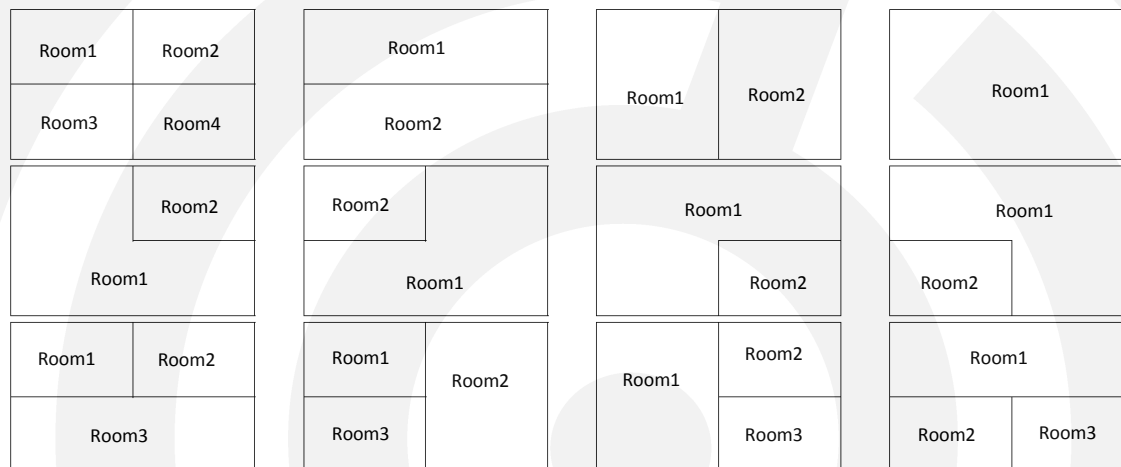 Room1 Room2 Room1 Room1 Room2 Room1
Room3 Room4 Room2
Room2 Room2 Room1 Room1
Room1 Room1 Room2 Room2
Room1 Room2 Room1 Room2 Room1 Room2 Room1
Room3 Room3 Room3 Room2 Room3